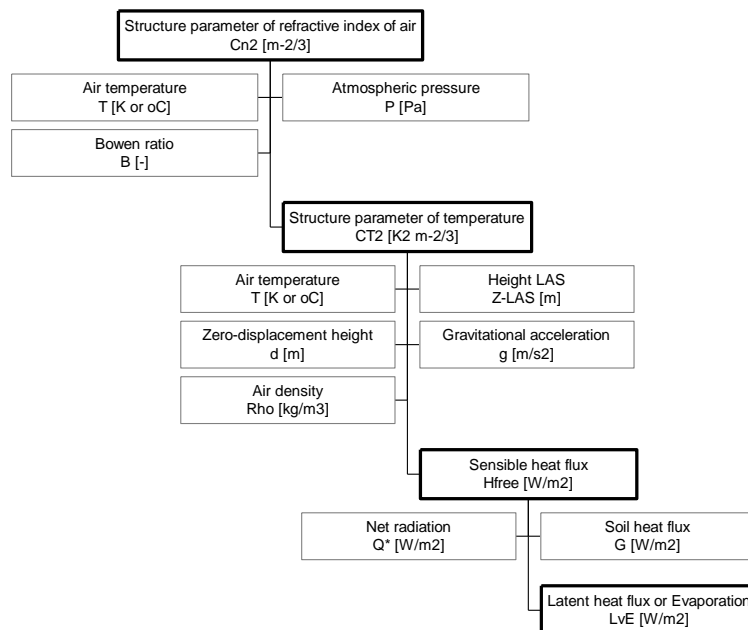 Structure parameter of refractive index of air
Cn2 [m-2/3]
Air temperature
T [K or oC]
Atmospheric pressure
P [Pa]
Bowen ratio
B [-]
Structure parameter of temperature
CT2 [K2 m-2/3]
Air temperature
T [K or oC]
Height LAS
Z-LAS [m]
Zero-displacement height
d [m]
Gravitational acceleration
g [m/s2]
Air density
Rho [kg/m3]
Sensible heat flux
Hfree [W/m2]
Net radiation
Q* [W/m2]
Soil heat flux
G [W/m2]
Latent heat flux or Evaporation
LvE [W/m2]